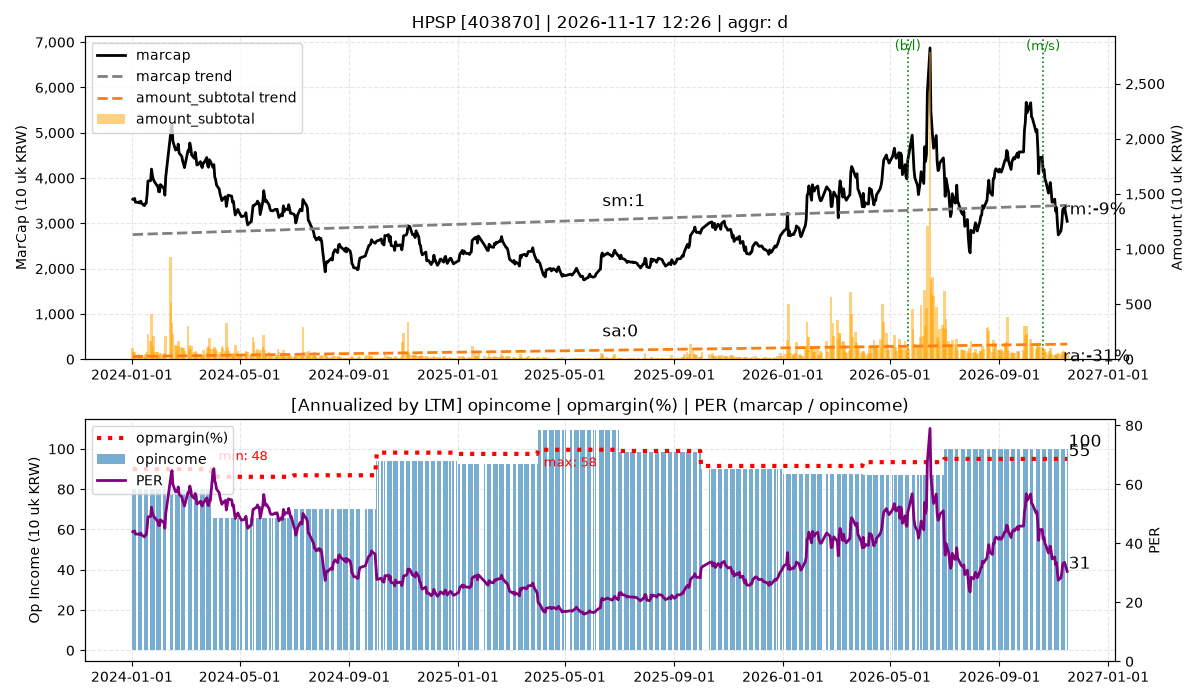 HPSP [403870] | 2026-11-17 12:26 | aggr: d
marcap
marcap trend
amount_subtotal trend
amount_subtotal
(b/l)
(m/s)
7,000
6,000
5,000
4,000
3,000
2,000
1,000
0
MarCap (10 uk KRW)
2,500
2,000
1,500
1,000
500
0
Amount (10 uk KRW)
sm:1
rm:-9%
sa:0
ra:-31%
2024-01-01
2024-05-01
2024-09-01
2025-01-01
2025-05-01
2025-09-01
2026-01-01
2026-05-01
2026-09-01
2027-01-01
[Annualized by LTM] opincome | opmargin(%) | PER (marcap / opincome)
opmargin(%)
opincome
PER
min: 48
max: 58
100
55
31
100
80
60
40
20
0
Op Income (10 uk KRW)
80
60
40
20
0
PER
2024-01-01
2024-05-01
2024-09-01
2025-01-01
2025-05-01
2025-09-01
2026-01-01
2026-05-01
2026-09-01
2027-01-01